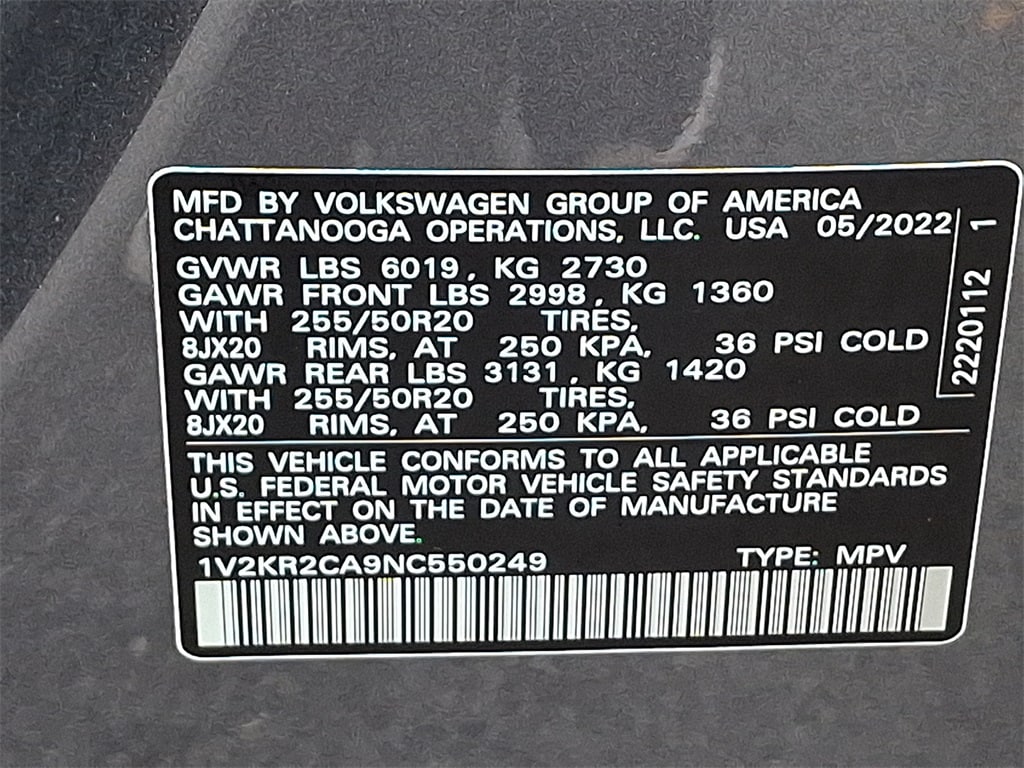 MFD BY VOLKSWAGEN GROUP OF AMERICA
CHATTANOOGA OPERATIONS, LLC. USA 05/2022
GVWR LBS 6019, KG 2730
GAWR FRONT LBS 2998, KG 1360
WITH 255/50R20 TIRES,
8JX20 RIMS, AT 250 KPA, 36 PSI COLD
GAWR REAR LBS 3131, KG 1420
WITH 255/50R20 TIRES,
8JX20 RIMS, AT 250 KPA, 36 PSI COLD
THIS VEHICLE CONFORMS TO ALL APPLICABLE
U.S. FEDERAL MOTOR VEHICLE SAFETY STANDARDS
IN EFFECT ON THE DATE OF MANUFACTURE
SHOWN ABOVE.
1V2KR2CA9NC550249 TYPE: MPV
2220112 1